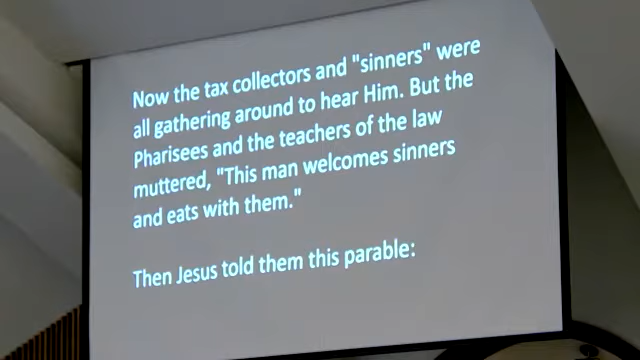 Now the tax collectors and "sinners" were
all gathering around to hear Him. But the
Pharisees and the teachers of the law
muttered, "This man welcomes sinners
and eats with them."
Then Jesus told them this parable: